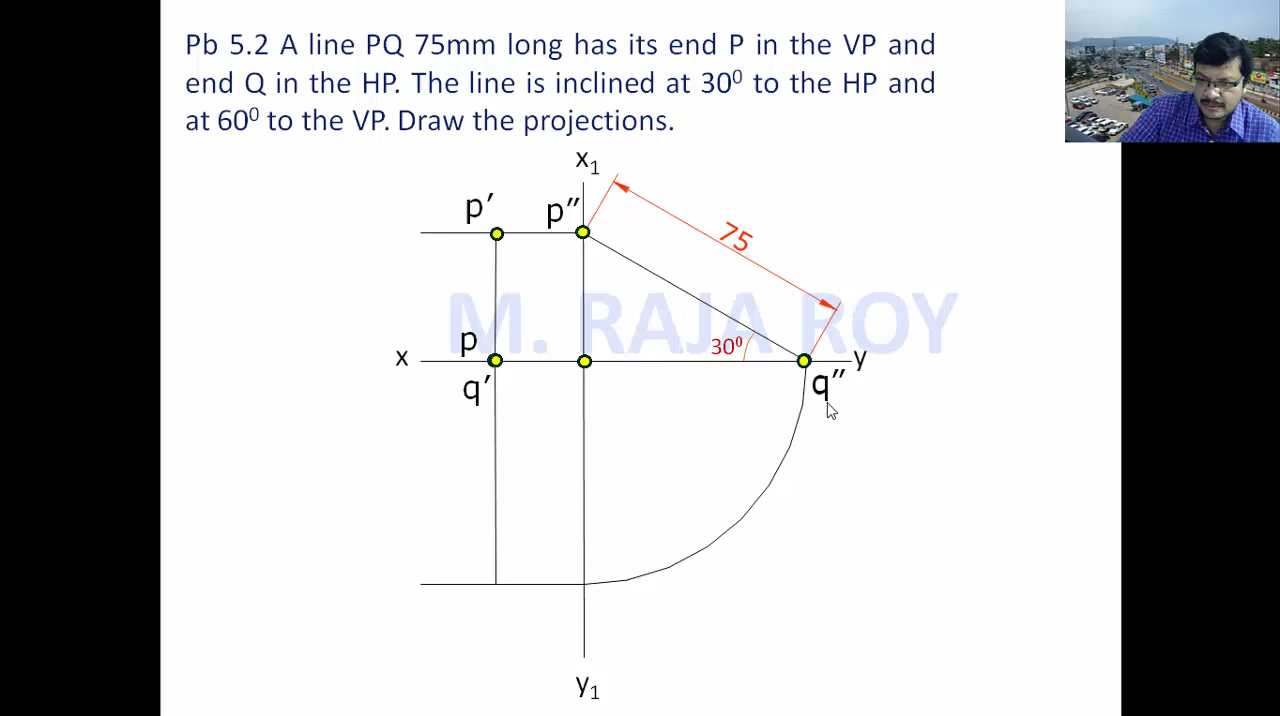 Pb 5.2 A line PQ 75mm long has its end P in the VP and
end Q in the HP. The line is inclined at 30⁰ to the HP and
at 60⁰ to the VP. Draw the projections.
x₁
p′ p″
75
M. RAJA ROY
p 30⁰
x y
q′ q″
y₁